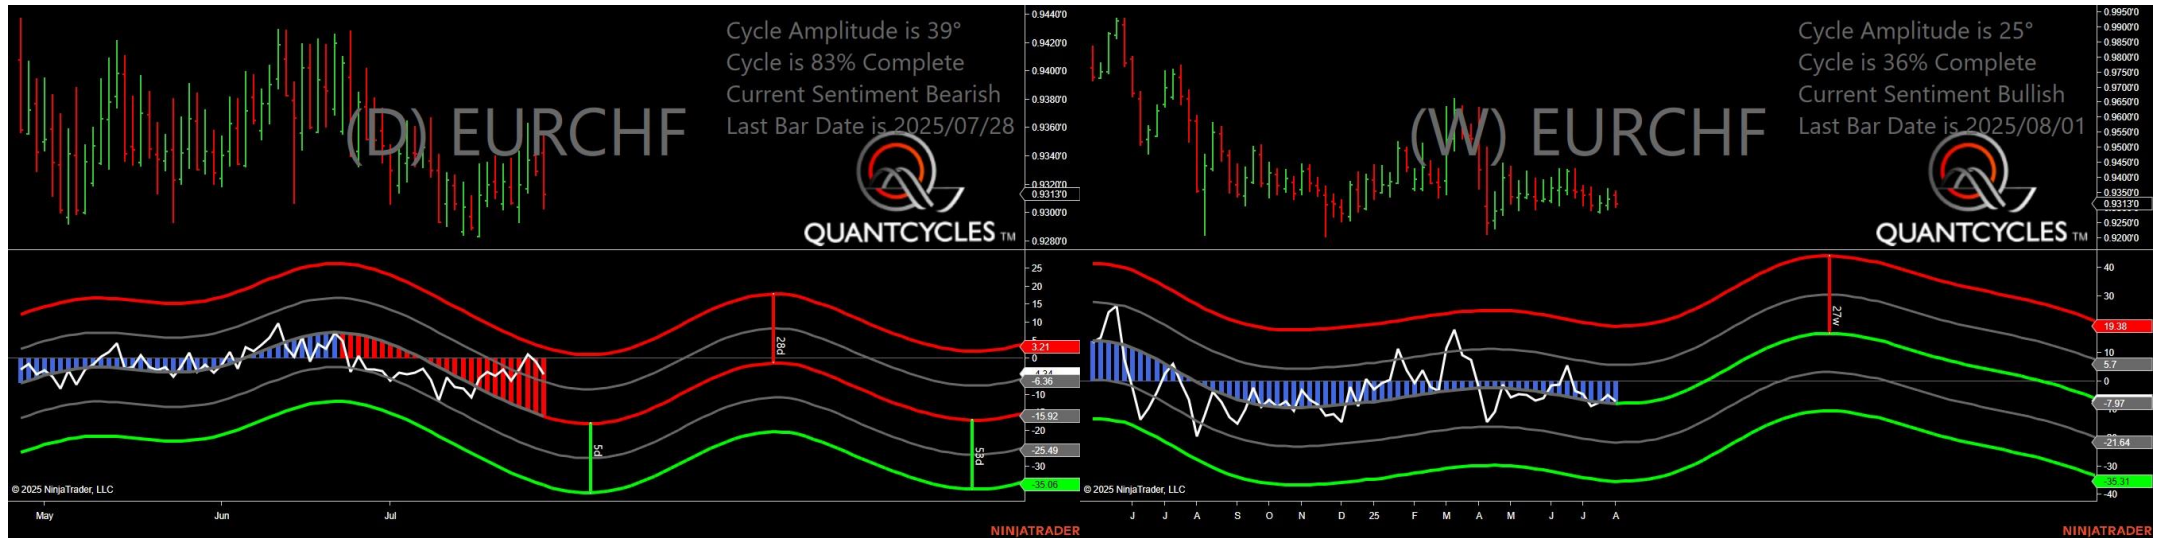 Cycle Amplitude is 39°
Cycle is 83% Complete
Current Sentiment Bearish
Last Bar Date is 2025/07/28
(D) EURCHF
QUANTCYCLES TM
0.9440'0
0.9420'0
0.9400'0
0.9380'0
0.9360'0
0.9340'0
0.9320'0
0.9313'0
0.9300'0
0.9280'0
25
20
15
10
5
3.21
0
-6.36
-10
-15.92
-20
-25.49
-30
-35.06
28d
5d
53d
© 2025 NinjaTrader, LLC
May Jun Jul
NINJATRADER
Cycle Amplitude is 25°
Cycle is 36% Complete
Current Sentiment Bullish
Last Bar Date is 2025/08/01
(W) EURCHF
QUANTCYCLES TM
0.9950'0
0.9900'0
0.9850'0
0.9800'0
0.9750'0
0.9700'0
0.9650'0
0.9600'0
0.9550'0
0.9500'0
0.9450'0
0.9400'0
0.9350'0
0.9313'0
0.9250'0
0.9200'0
40
30
19.38
10
5.7
0
-7.97
-21.64
-30
-35.31
-40
27w
© 2025 NinjaTrader, LLC
J J A S O N D 25 F M A M J J A
NINJATRADER